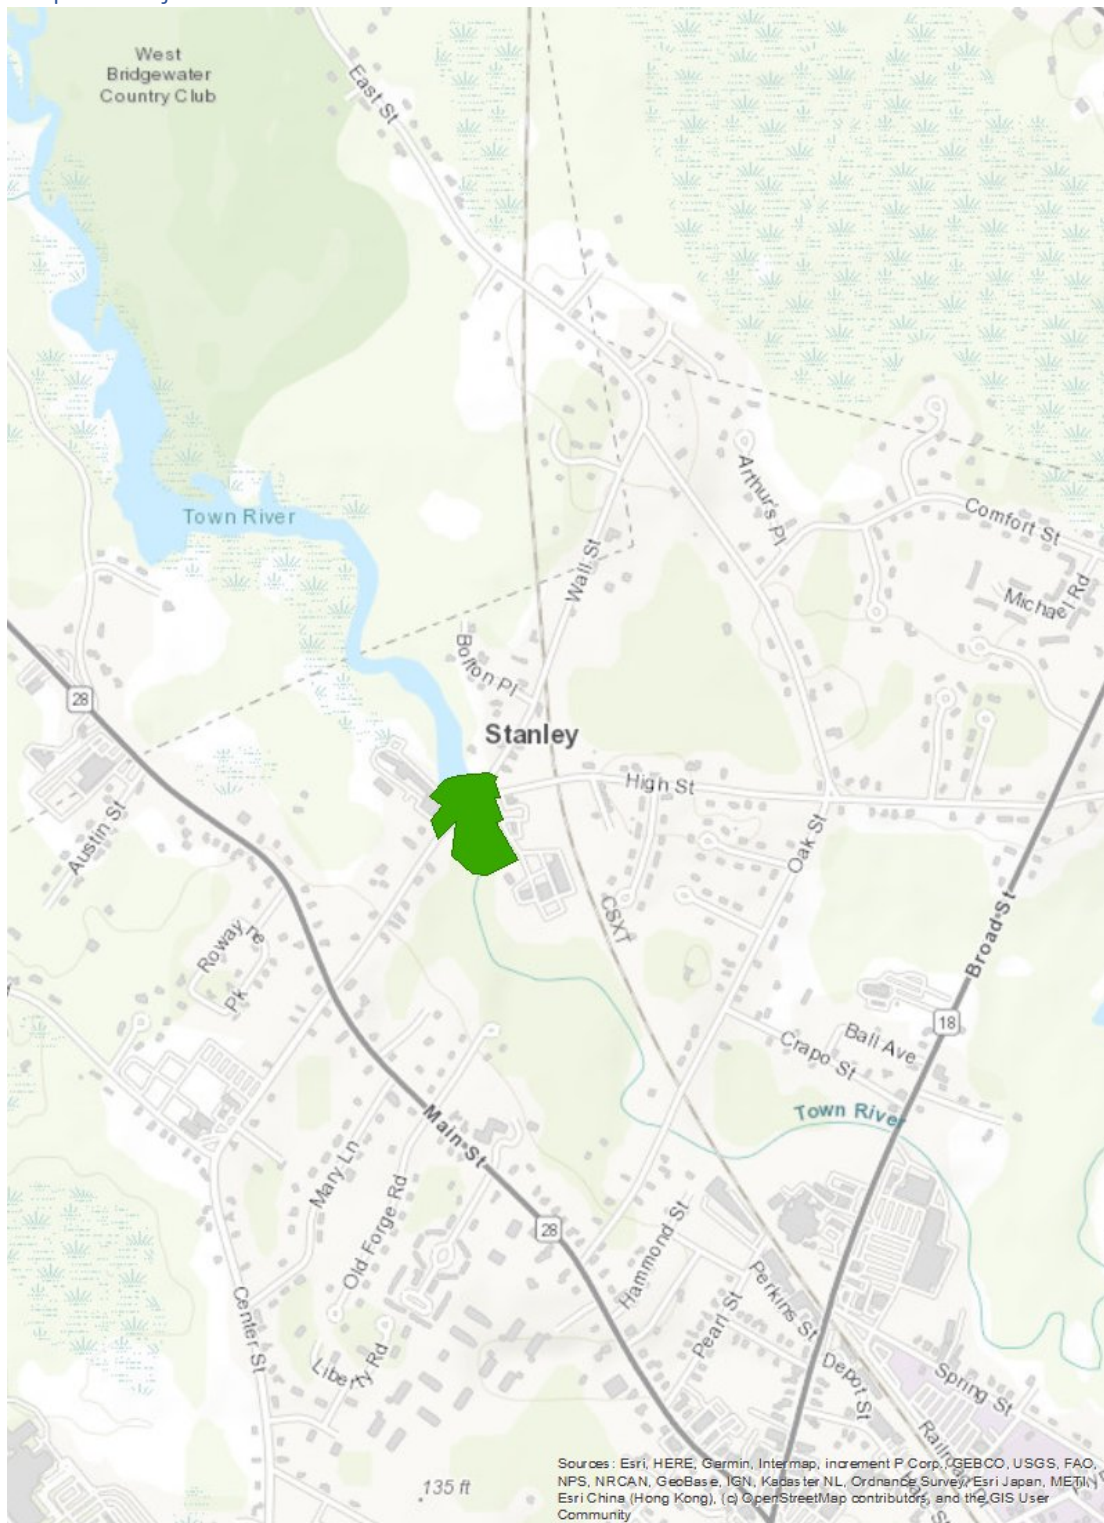 West
Bridgewater
Country Club
East St
Town River
Arthur's Pl
Comfort St
Michael Rd
Wall St
Bolton Pl
28
Stanley
High St
Austin St
Oak St
Rowayne
Pk
CSXT
Broad St
18
Ball Ave
Crapo St
Town River
Main St
Mary Ln
Old Forge Rd
28
Hammond St
Center St
Perkins St
Pearl St
Liberty Rd
Depot St
Spring St
135 ft
Sources: Esri, HERE, Garmin, Intermap, increment P Corp., GEBCO, USGS, FAO,
NPS, NRCAN, GeoBase, IGN, Kadaster NL, Ordnance Survey, Esri Japan, METI,
Esri China (Hong Kong), (c) OpenStreetMap contributors, and the GIS User
Community